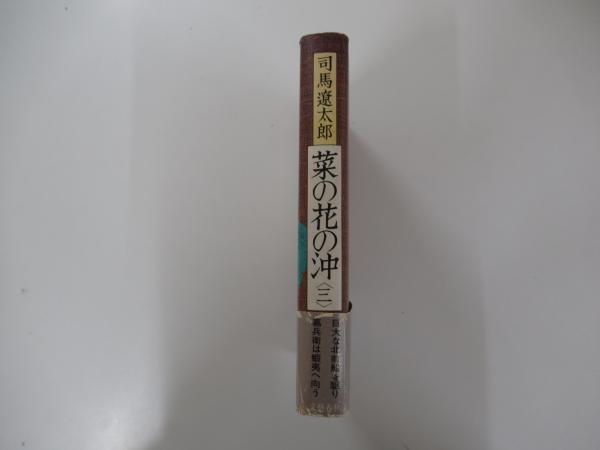 司馬遼太郎
菜の花の沖
〈三〉
巨大な北前船を駆り
嘉兵衛は蝦夷へ向う